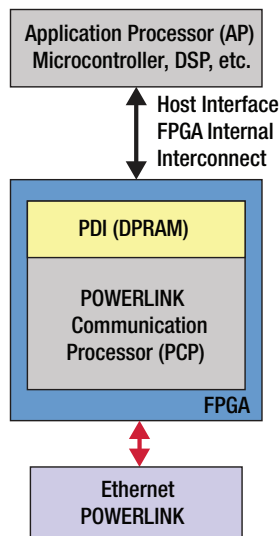 Application Processor (AP)
Microcontroller, DSP, etc.
Host Interface
FPGA Internal
Interconnect
PDI (DPRAM)
POWERLINK
Communication
Processor (PCP)
FPGA
Ethernet
POWERLINK